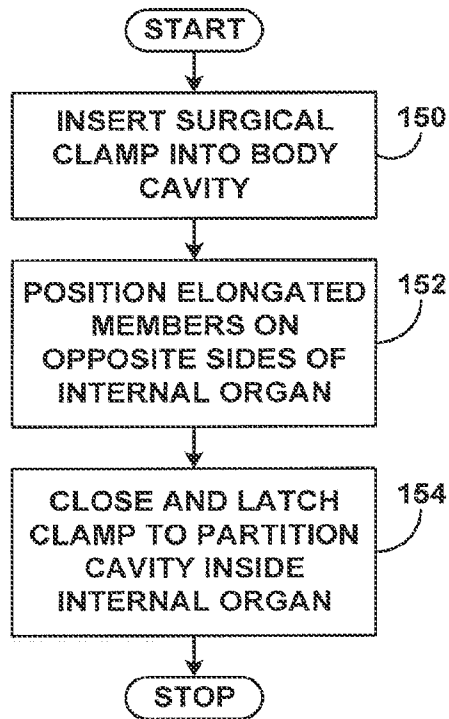 START
INSERT SURGICAL
CLAMP INTO BODY
CAVITY
150
POSITION ELONGATED
MEMBERS ON
OPPOSITE SIDES OF
INTERNAL ORGAN
152
CLOSE AND LATCH
CLAMP TO PARTITION
CAVITY INSIDE
INTERNAL ORGAN
154
STOP